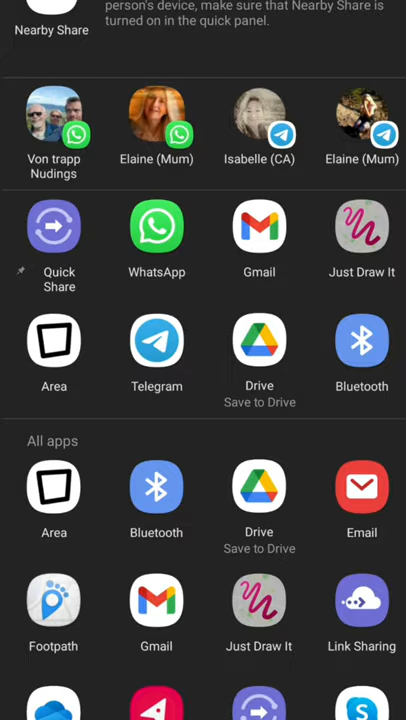 person's device, make sure that Nearby Share is
Nearby Share
turned on in the quick panel.
Von trapp
Nudings
Elaine (Mum)
Isabelle (CA)
Elaine (Mum)
Quick
Share
WhatsApp
Gmail
Just Draw It
Area
Telegram
Drive
Save to Drive
Bluetooth
All apps
Area
Bluetooth
Drive
Save to Drive
Email
Footpath
Gmail
Just Draw It
Link Sharing